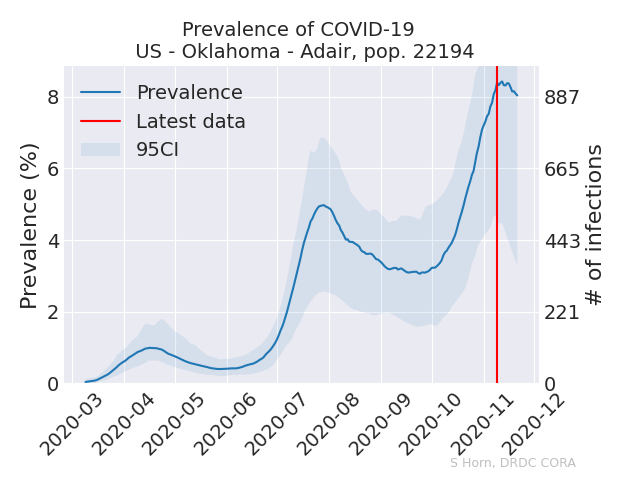 Prevalence of COVID-19
US - Oklahoma - Adair, pop. 22194
Prevalence
Latest data
95CI
Prevalence (%)
8
6
4
2
0
887
665
443
221
0
# of infections
2020-03
2020-04
2020-05
2020-06
2020-07
2020-08
2020-09
2020-10
2020-11
2020-12
S Horn, DRDC CORA